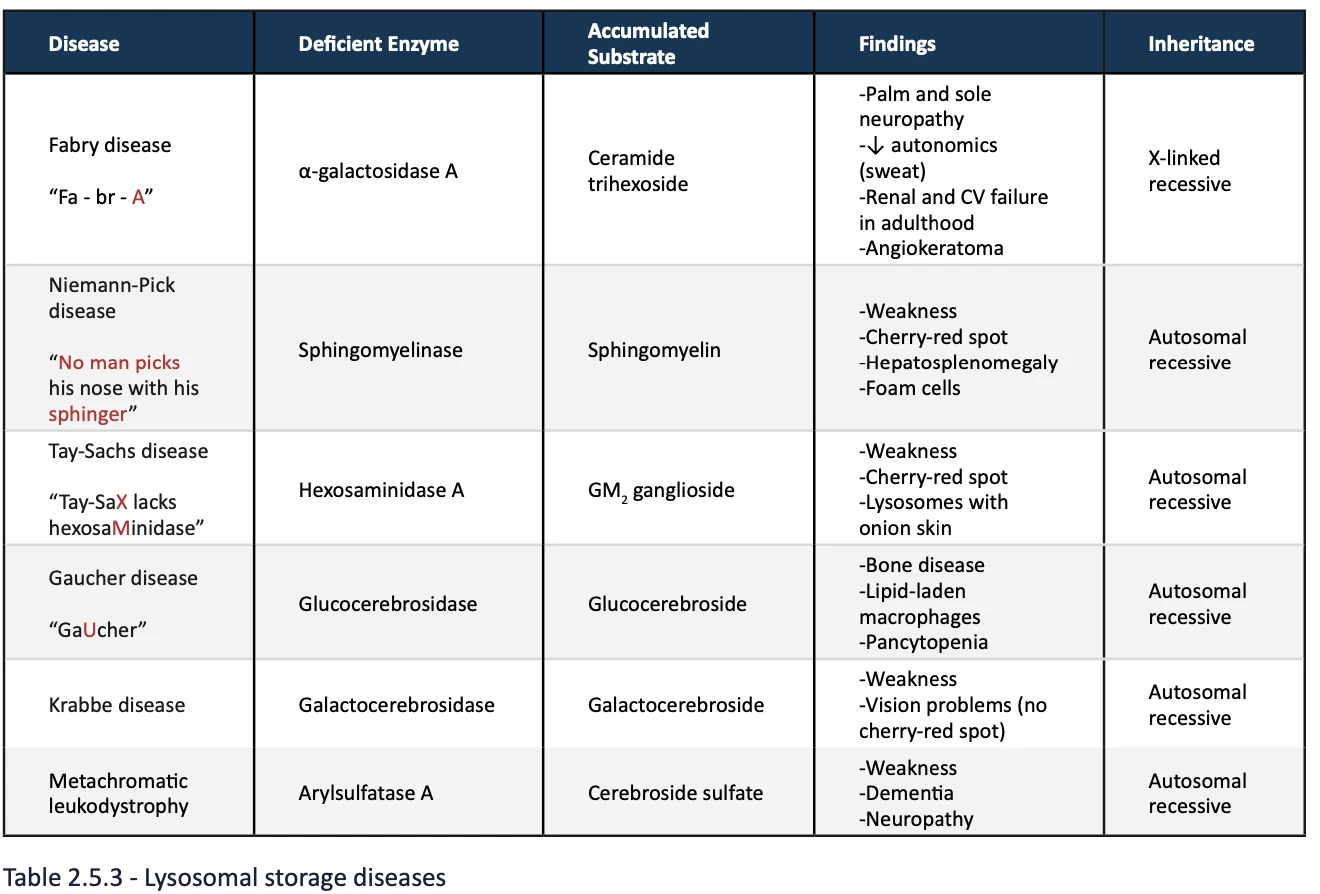 Disease
Deficient Enzyme
Accumulated
Substrate
Findings
Inheritance
Fabry disease
“Fa - br - A”
α-galactosidase A
Ceramide
trihexoside
-Palm and sole
neuropathy
-↓ autonomics
(sweat)
-Renal and CV failure
in adulthood
-Angiokeratoma
X-linked
recessive
Niemann-Pick
disease
“No man picks
his nose with his
sphinger”
Sphingomyelinase
Sphingomyelin
-Weakness
-Cherry-red spot
-Hepatosplenomegaly
-Foam cells
Autosomal
recessive
Tay-Sachs disease
“Tay-SaX lacks
hexosaMinidase”
Hexosaminidase A
GM₂ ganglioside
-Weakness
-Cherry-red spot
-Lysosomes with
onion skin
Autosomal
recessive
Gaucher disease
“GaUcher”
Glucocerebrosidase
Glucocerebroside
-Bone disease
-Lipid-laden
macrophages
-Pancytopenia
Autosomal
recessive
Krabbe disease
Galactocerebrosidase
Galactocerebroside
-Weakness
-Vision problems (no
cherry-red spot)
Autosomal
recessive
Metachromatic
leukodystrophy
Arylsulfatase A
Cerebroside sulfate
-Weakness
-Dementia
-Neuropathy
Autosomal
recessive
Table 2.5.3 - Lysosomal storage diseases